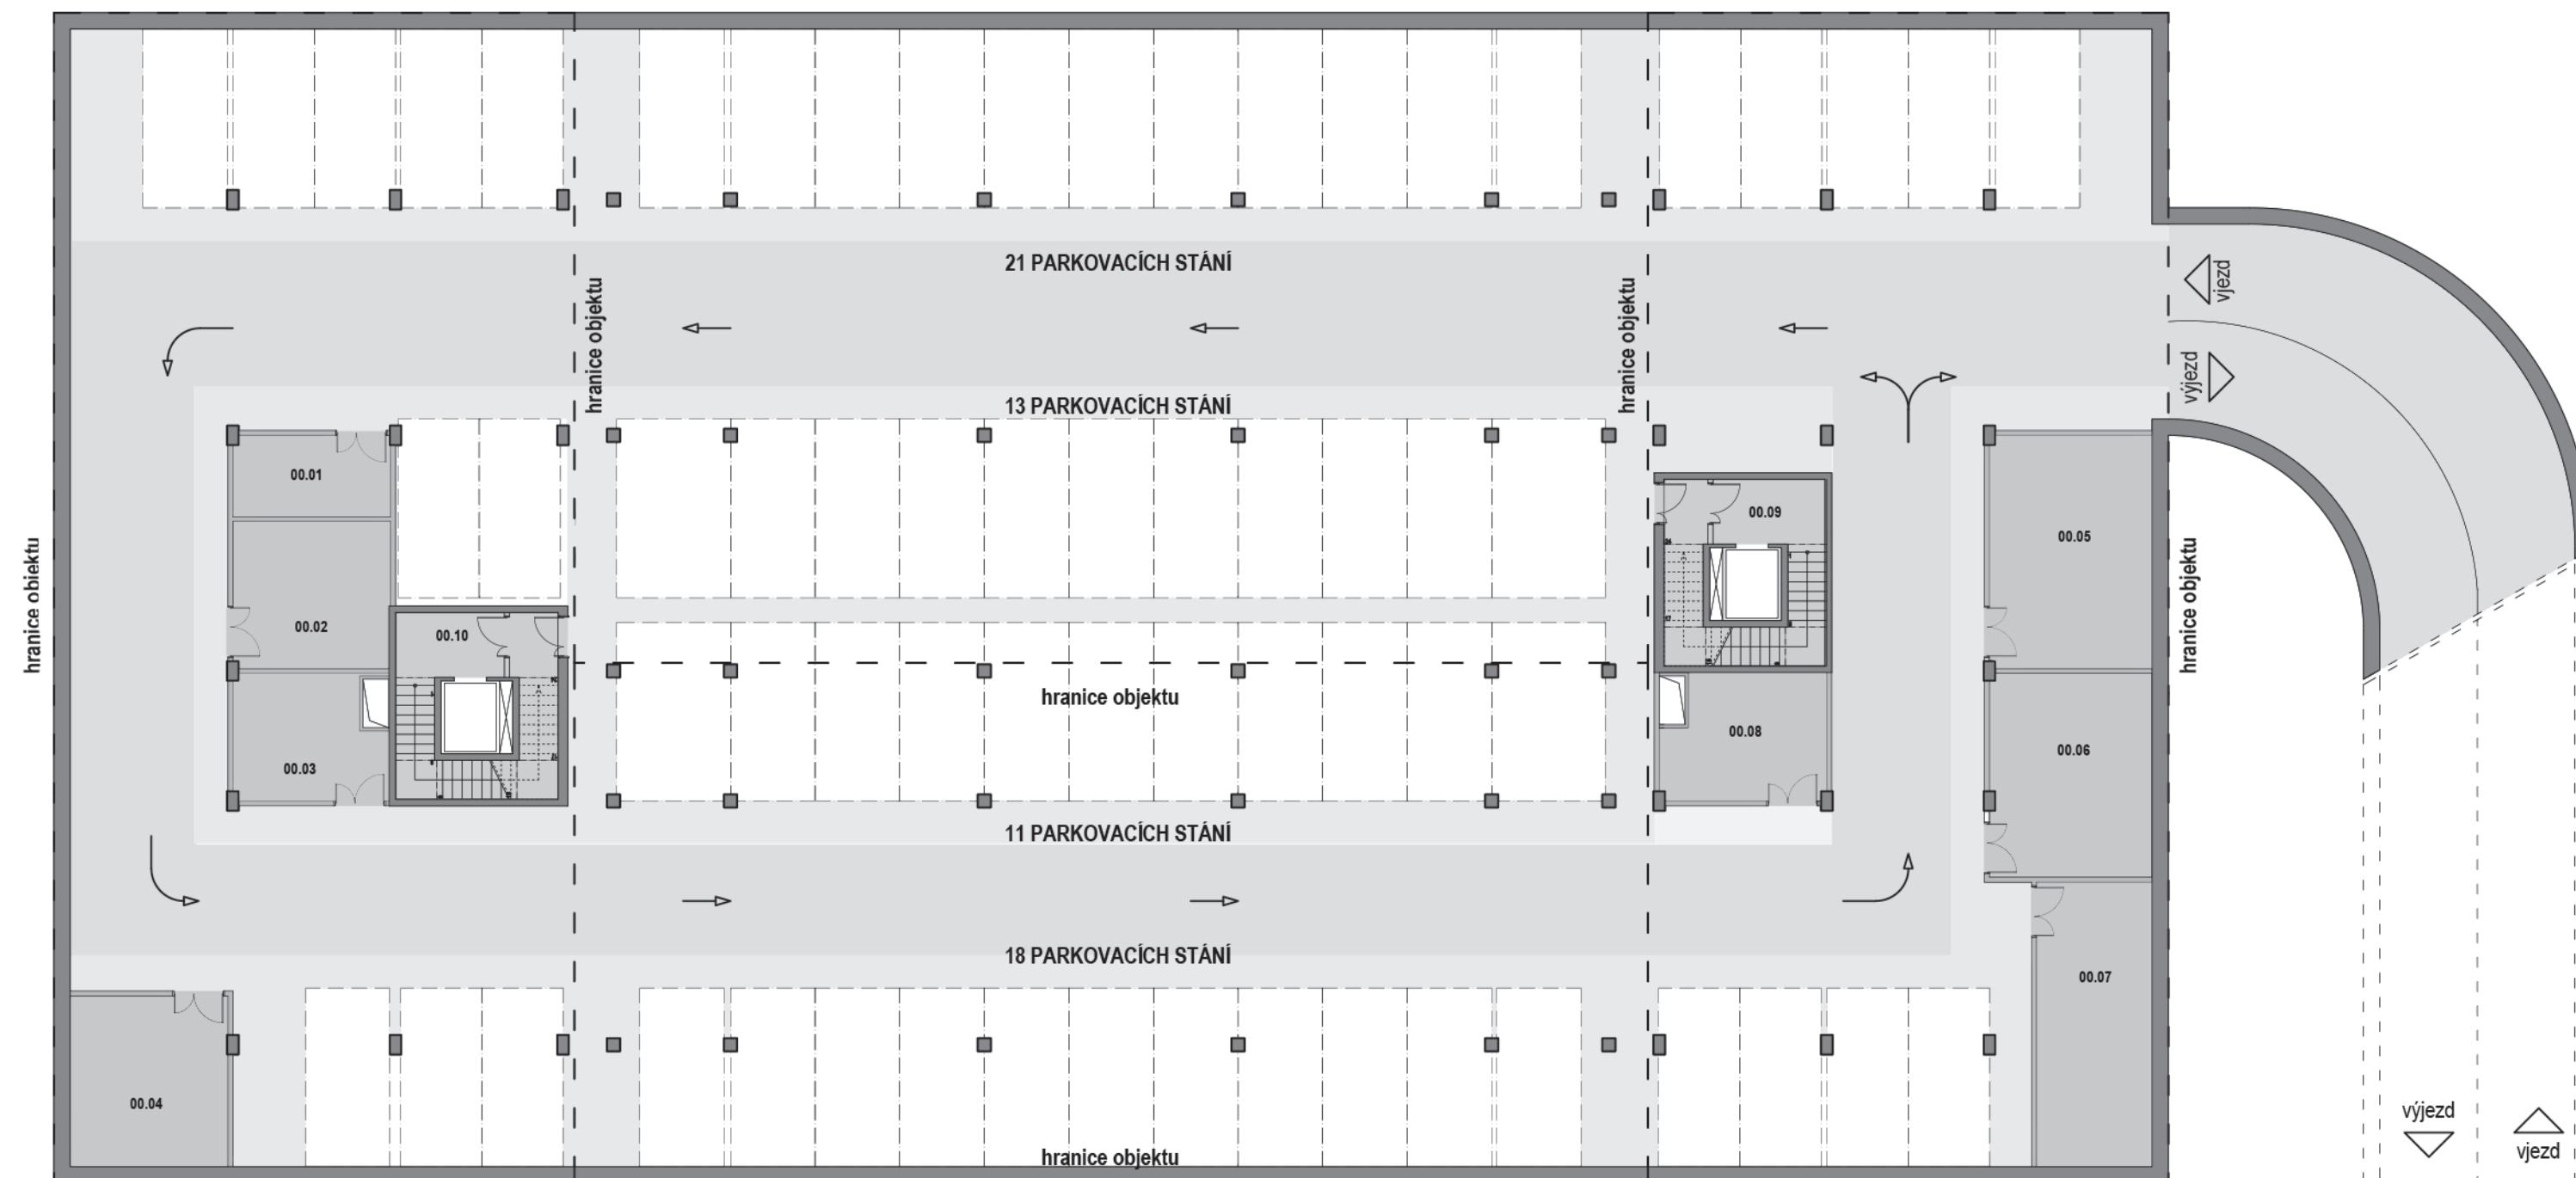 21 PARKOVACÍCH STÁNÍ
vjezd
hranice objektu
hranice objektu
výjezd
13 PARKOVACÍCH STÁNÍ
00.01
00.09
00.05
hranice objektu
hranice objektu
00.02
00.10
hranice objektu
00.08
00.06
00.03
11 PARKOVACÍCH STÁNÍ
18 PARKOVACÍCH STÁNÍ
00.07
00.04
výjezd
vjezd
hranice objektu